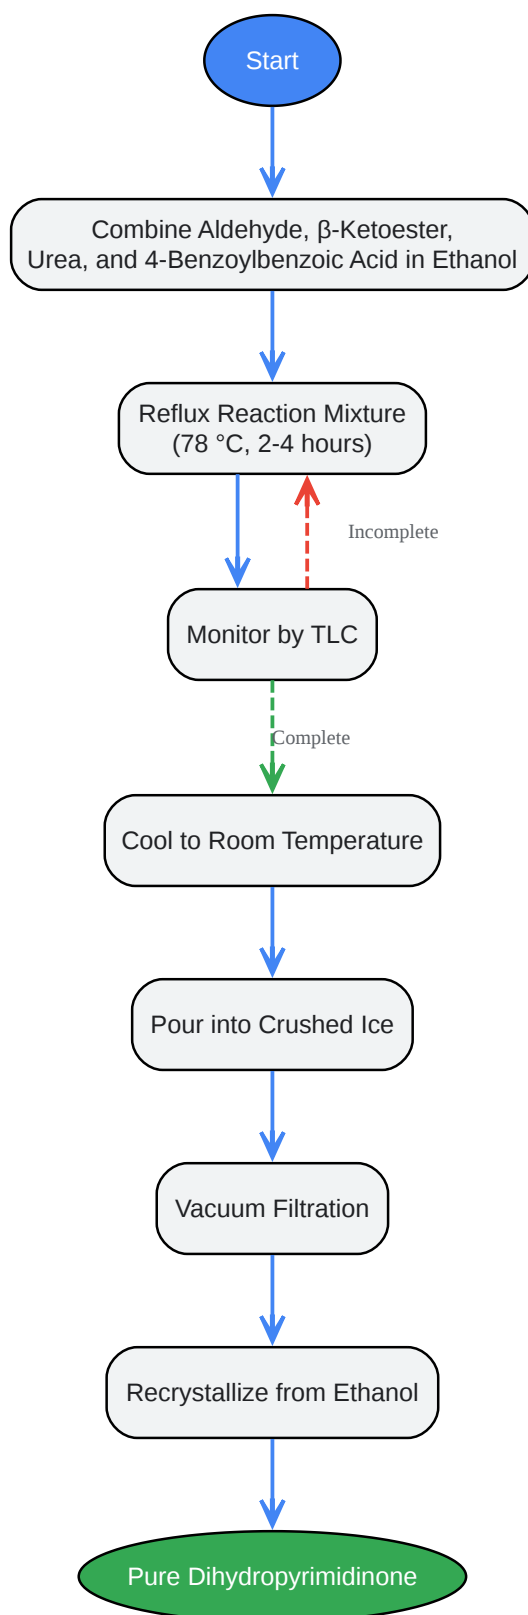 Start
Combine Aldehyde, β-Ketoester,
Urea, and 4-Benzoylbenzoic Acid in Ethanol
Reflux Reaction Mixture
(78 °C, 2-4 hours)
Incomplete
Monitor by TLC
Complete
Cool to Room Temperature
Pour into Crushed Ice
Vacuum Filtration
Recrystallize from Ethanol
Pure Dihydropyrimidinone